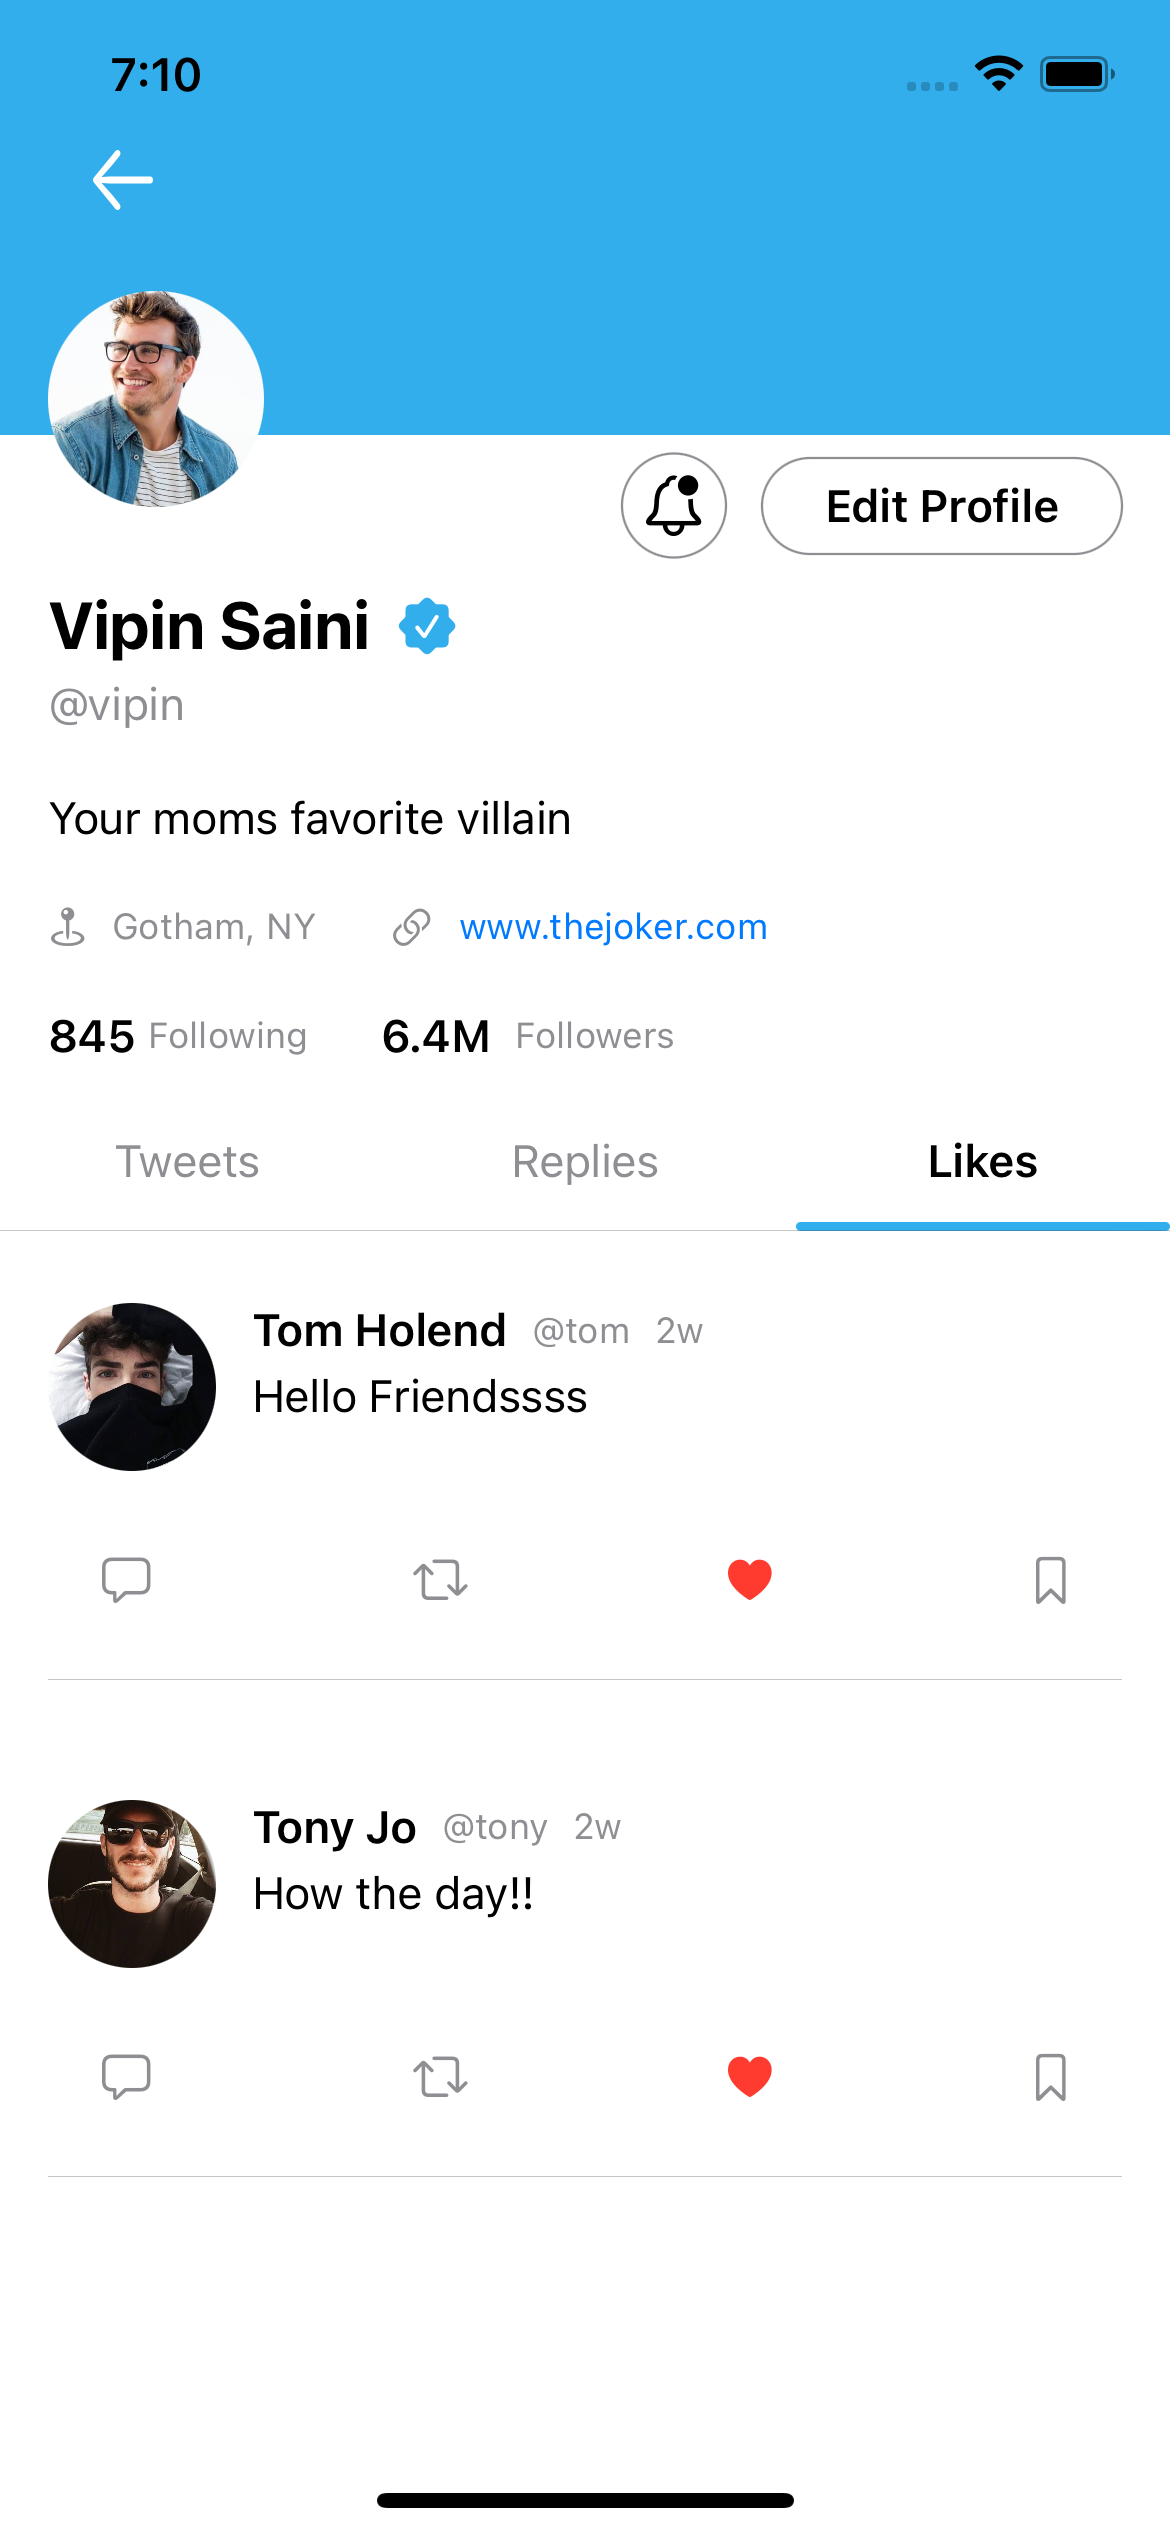 7:10
Edit Profile
Vipin Saini
@vipin
Your moms favorite villain
Gotham, NY www.thejoker.com
845 Following 6.4M Followers
Tweets Replies Likes
Tom Holend @tom 2w
Hello Friendssss
Tony Jo @tony 2w
How the day!!